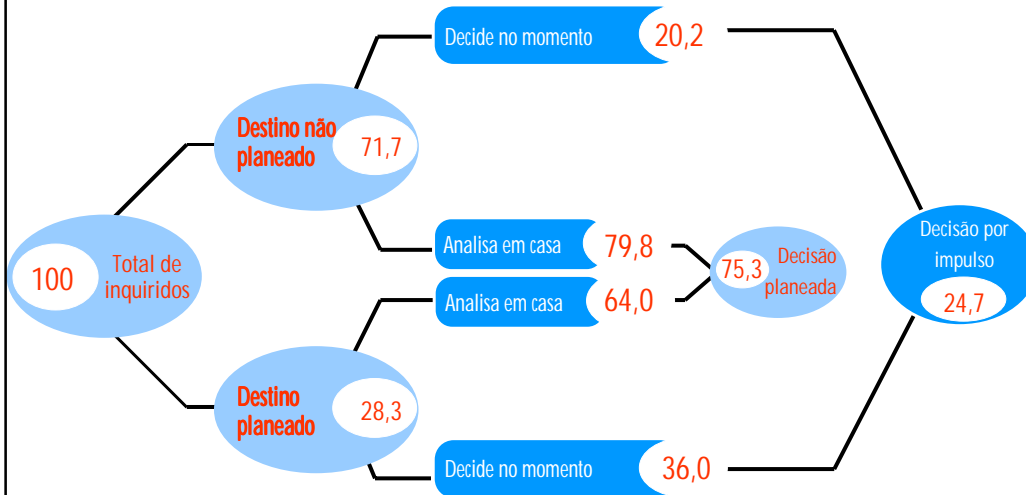 Decide no momento 20,2
Destino não
planeado
71,7
Analisa em casa 79,8
100
Total de
inquiridos
75,3
Decisão
planeada
Decisão por
impulso
24,7
Analisa em casa 64,0
Destino
planeado
28,3
Decide no momento 36,0